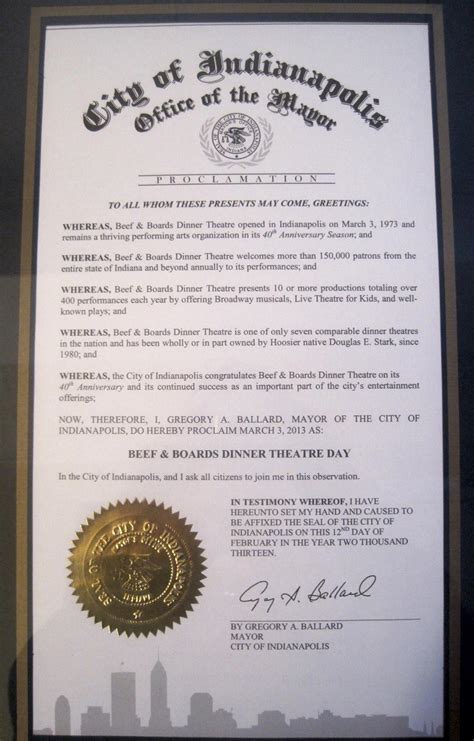 City of Indianapolis
Office of the Mayor
PROCLAMATION
TO ALL WHOM THESE PRESENTS MAY COME, GREETINGS:
WHEREAS, Beef & Boards Dinner Theatre opened in Indianapolis on March 3, 1973 and
remains a thriving performing arts organization in its 40th Anniversary Season; and
WHEREAS, Beef & Boards Dinner Theatre welcomes more than 150,000 patrons from the
entire state of Indiana and beyond annually to its performances; and
WHEREAS, Beef & Boards Dinner Theatre presents 10 or more productions totaling over
400 performances each year by offering Broadway musicals, Live Theatre for Kids, and well-
known plays; and
WHEREAS, Beef & Boards Dinner Theatre is one of only seven comparable dinner theatres
in the nation and has been wholly or in part owned by Hoosier native Douglas E. Stark, since
1980; and
WHEREAS, the City of Indianapolis congratulates Beef & Boards Dinner Theatre on its
40th Anniversary and its continued success as an important part of the city's entertainment
offerings;
NOW, THEREFORE, I, GREGORY A. BALLARD, MAYOR OF THE CITY OF
INDIANAPOLIS, DO HEREBY PROCLAIM MARCH 3, 2013 AS:
BEEF & BOARDS DINNER THEATRE DAY
In the City of Indianapolis, and I ask all citizens to join me in this observation.
IN TESTIMONY WHEREOF, I HAVE
HEREUNTO SET MY HAND AND CAUSED TO
BE AFFIXED THE SEAL OF THE CITY OF
INDIANAPOLIS ON THIS 12ND DAY OF
FEBRUARY IN THE YEAR TWO THOUSAND
THIRTEEN.
SEAL OF THE CITY OF INDIANAPOLIS
Greg A. Ballard
BY GREGORY A. BALLARD
MAYOR
CITY OF INDIANAPOLIS